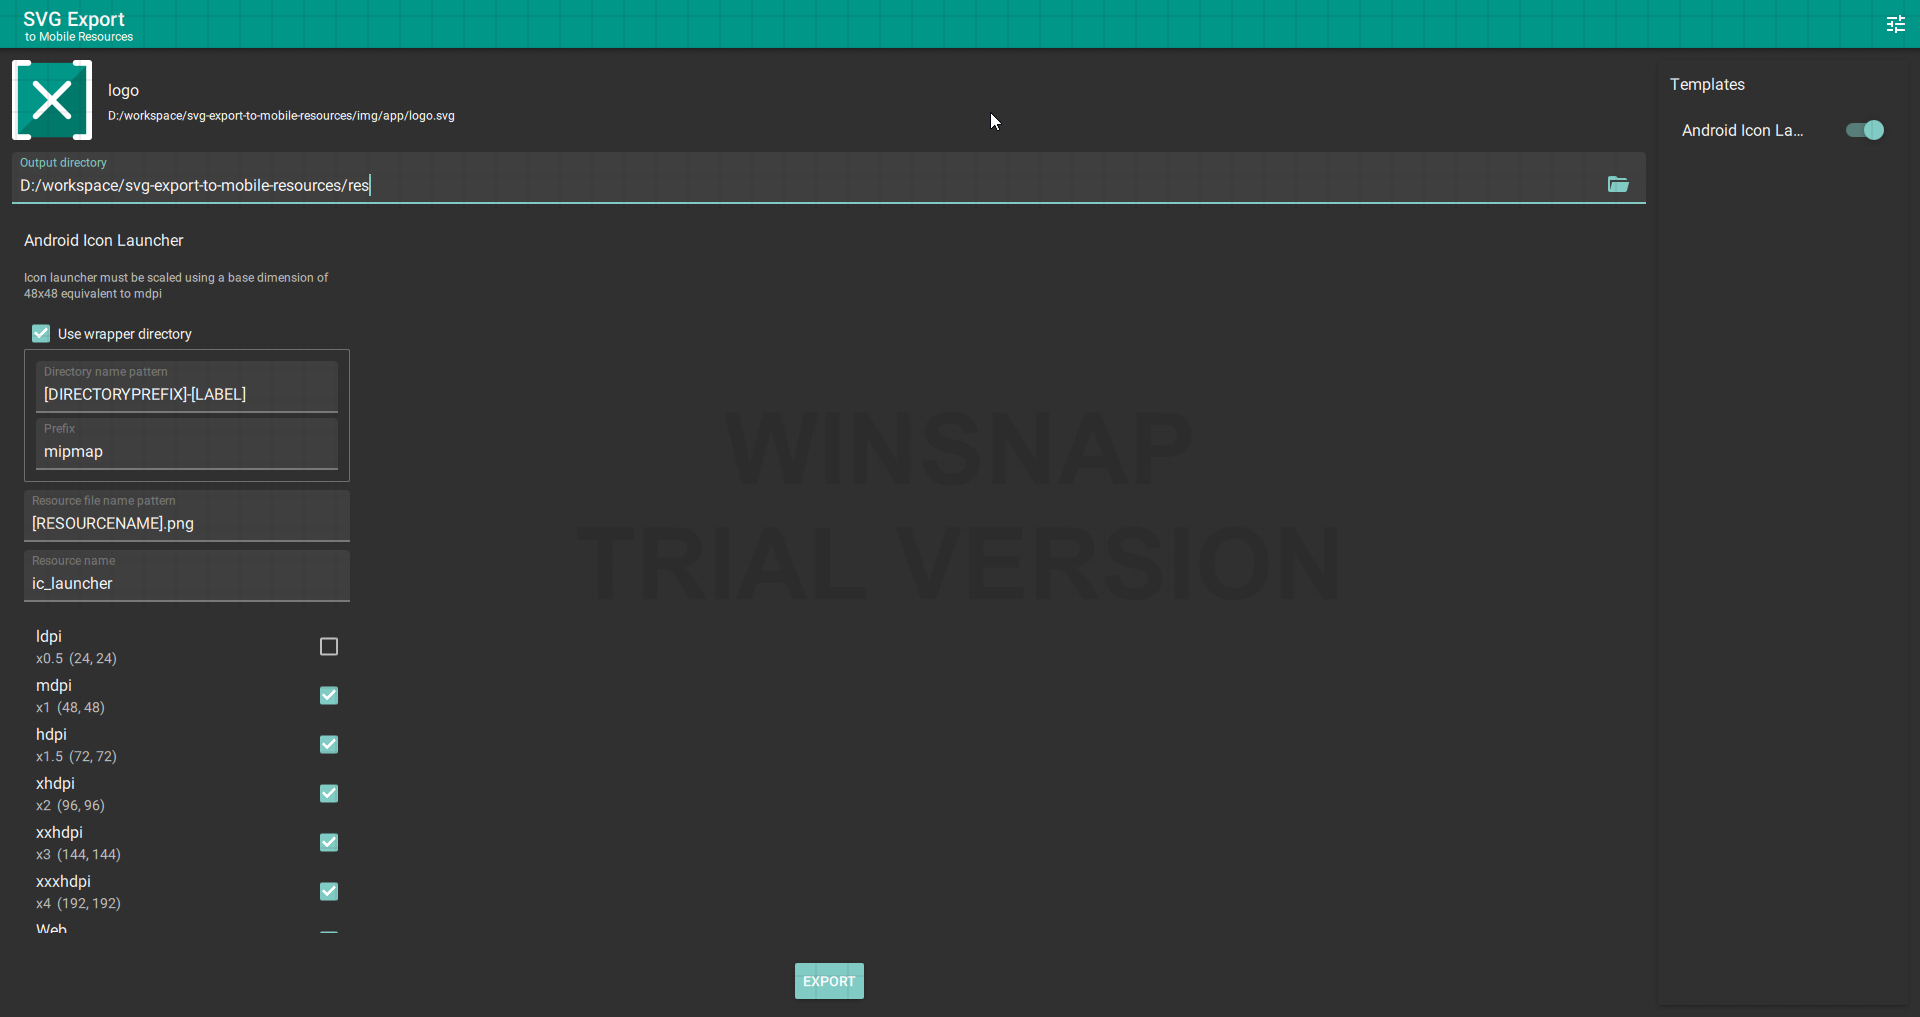 SVG Export
to Mobile Resources
logo
D:/workspace/svg-export-to-mobile-resources/img/app/logo.svg
Output directory
D:/workspace/svg-export-to-mobile-resources/res
Android Icon Launcher
Icon launcher must be scaled using a base dimension of
48x48 equivalent to mdpi
Use wrapper directory
Directory name pattern
[DIRECTORYPREFIX]-[LABEL]
Prefix
mipmap
Resource file name pattern
[RESOURCENAME].png
Resource name
ic_launcher
ldpi
x0.5 (24, 24)
mdpi
x1 (48, 48)
hdpi
x1.5 (72, 72)
xhdpi
x2 (96, 96)
xxhdpi
x3 (144, 144)
xxxhdpi
x4 (192, 192)
Web
EXPORT
Templates
Android Icon La...
WINSNAP
TRIAL VERSION